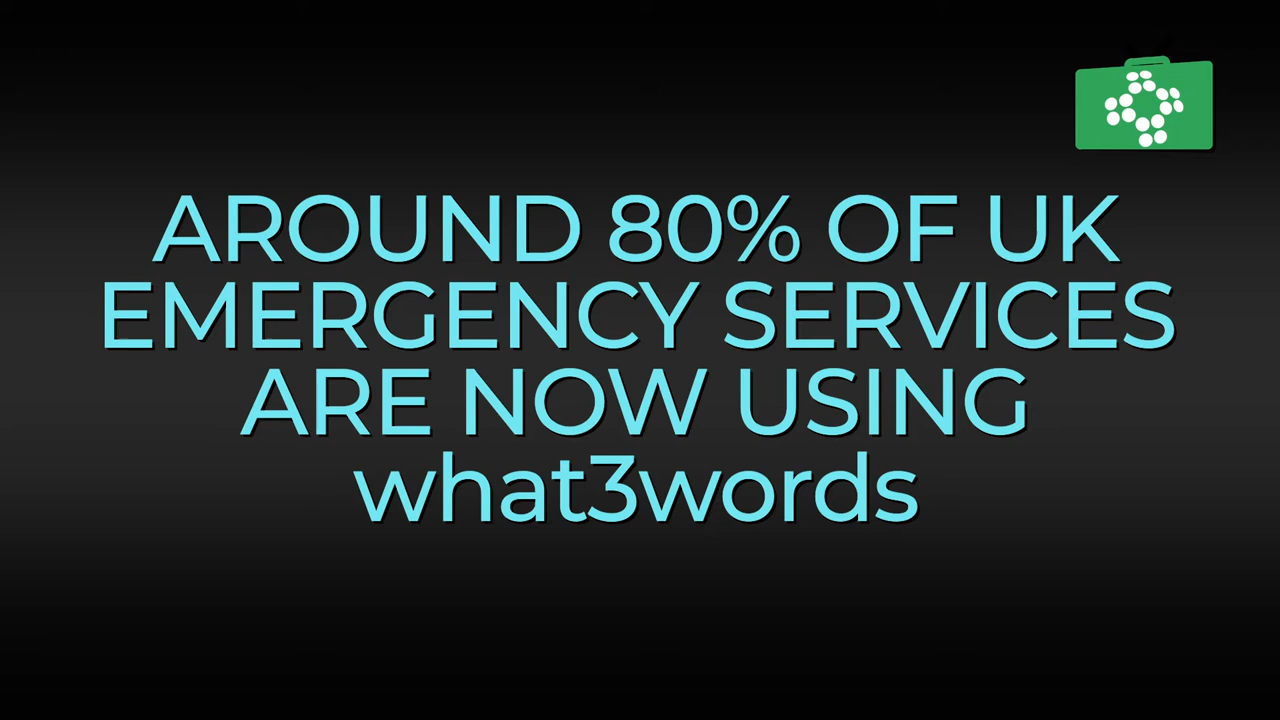 AROUND 80% OF UK
EMERGENCY SERVICES
ARE NOW USING
what3words